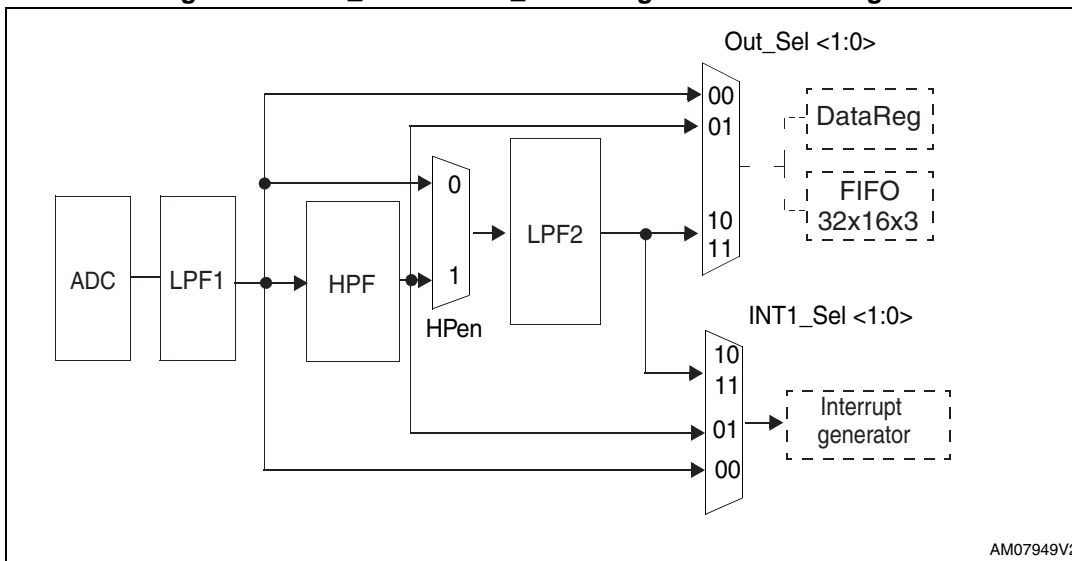 Out_Sel <1:0>
00
01
DataReg
FIFO
32x16x3
0
10
11
LPF2
ADC
LPF1
HPF
1
HPen
INT1_Sel <1:0>
10
11
Interrupt
generator
01
00